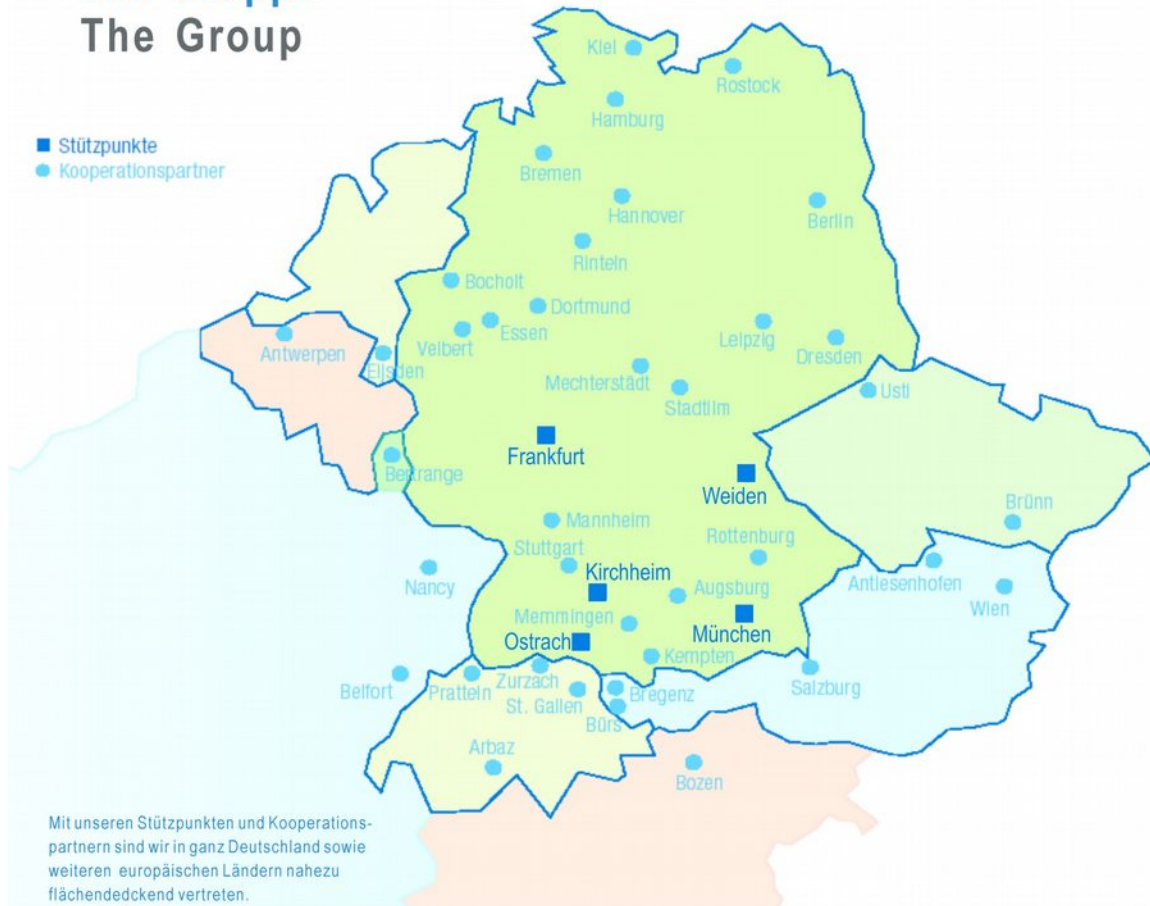 The Group
Stützpunkte
Kooperationspartner
Kiel
Rostock
Hamburg
Bremen
Hannover
Berlin
Rinteln
Bocholt
Dortmund
Essen
Velbert
Leipzig
Dresden
Antwerpen
Eijsden
Mechterstädt
Stadtilm
Usti
Frankfurt
Bertrange
Weiden
Brünn
Mannheim
Rottenburg
Stuttgart
Kirchheim
Augsburg
Nancy
Antiesenhofen
Wien
Memmingen
München
Ostrach
Kempten
Belfort
Pratteln
Zurzach
St. Gallen
Bregenz
Bürs
Salzburg
Arbaz
Bozen
Mit unseren Stützpunkten und Kooperations-
partnern sind wir in ganz Deutschland sowie
weiteren europäischen Ländern nahezu
flächendedckend vertreten.